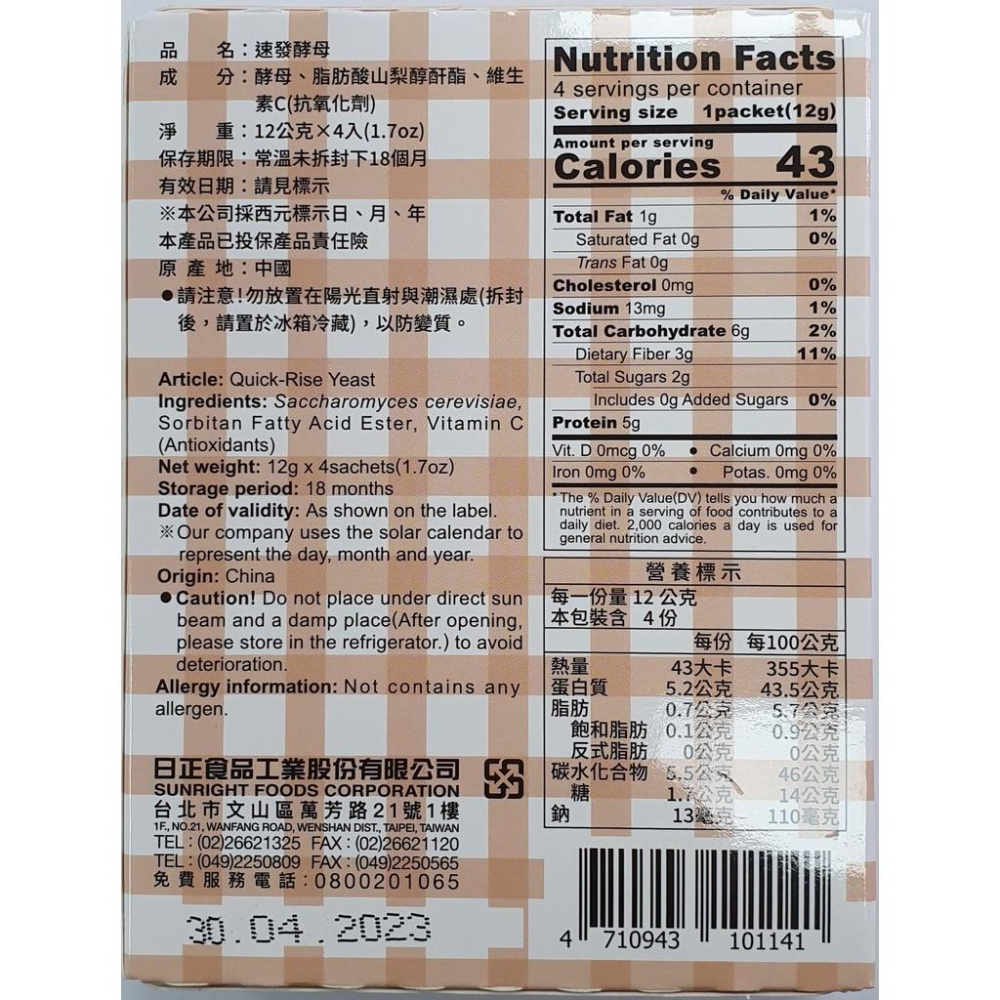 品　　名：速發酵母
成　　分：酵母、脂肪酸山梨醇酐酯、維生
素C(抗氧化劑)
淨　　重：12公克×4入(1.7oz)
保存期限：常溫未拆封下18個月
有效日期：請見標示
※本公司採西元標示日、月、年
本產品已投保產品責任險
原 產 地：中國
●請注意!勿放置在陽光直射與潮濕處(拆封
後，請置於冰箱冷藏)，以防變質。
Article: Quick-Rise Yeast
Ingredients: Saccharomyces cerevisiae,
Sorbitan Fatty Acid Ester, Vitamin C
(Antioxidants)
Net weight: 12g x 4sachets(1.7oz)
Storage period: 18 months
Date of validity: As shown on the label.
※Our company uses the solar calendar to
represent the day, month and year.
Origin: China
●Caution! Do not place under direct sun
beam and a damp place(After opening,
please store in the refrigerator.) to avoid
deterioration.
Allergy information: Not contains any
allergen.
日正食品工業股份有限公司
SUNRIGHT FOODS CORPORATION
台北市文山區萬芳路21號1樓
1F., NO.21, WANFANG ROAD, WENSHAN DIST., TAIPEI, TAIWAN
TEL：(02)26621325 FAX：(02)26621120
TEL：(049)2250809 FAX：(049)2250565
免費服務電話：0800201065
30.04.2023
Nutrition Facts
4 servings per container
Serving size 1packet(12g)
Amount per serving
Calories 43
% Daily Value*
Total Fat 1g 1%
Saturated Fat 0g 0%
Trans Fat 0g
Cholesterol 0mg 0%
Sodium 13mg 1%
Total Carbohydrate 6g 2%
Dietary Fiber 3g 11%
Total Sugars 2g
Includes 0g Added Sugars 0%
Protein 5g
Vit. D 0mcg 0% • Calcium 0mg 0%
Iron 0mg 0% • Potas. 0mg 0%
*The % Daily Value(DV) tells you how much a
nutrient in a serving of food contributes to a
daily diet. 2,000 calories a day is used for
general nutrition advice.
營養標示
每一份量 12 公克
本包裝含 4 份
每份 每100公克
熱量 43大卡 355大卡
蛋白質 5.2公克 43.5公克
脂肪 0.7公克 5.7公克
飽和脂肪 0.1公克 0.9公克
反式脂肪 0公克 0公克
碳水化合物 5.5公克 46公克
糖 1.7公克 14公克
鈉 13毫克 110毫克
4 710943 101141